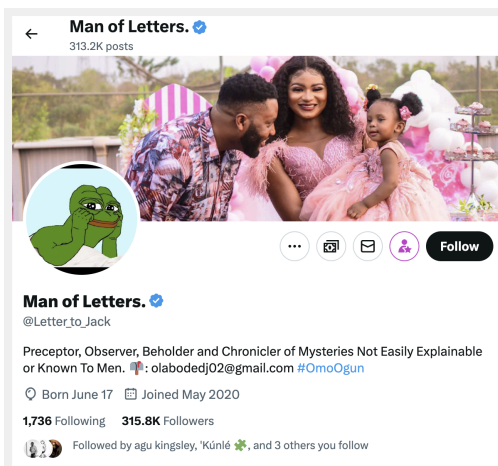 Man of Letters.
313.2K posts
Follow
Man of Letters.
@Letter_to_Jack
Preceptor, Observer, Beholder and Chronicler of Mysteries Not Easily Explainable
or Known To Men. 📬: olabodedj02@gmail.com #OmoOgun
Born June 17 Joined May 2020
1,736 Following 315.8K Followers
Followed by agu kingsley, 'Kúnlé 🧩, and 3 others you follow